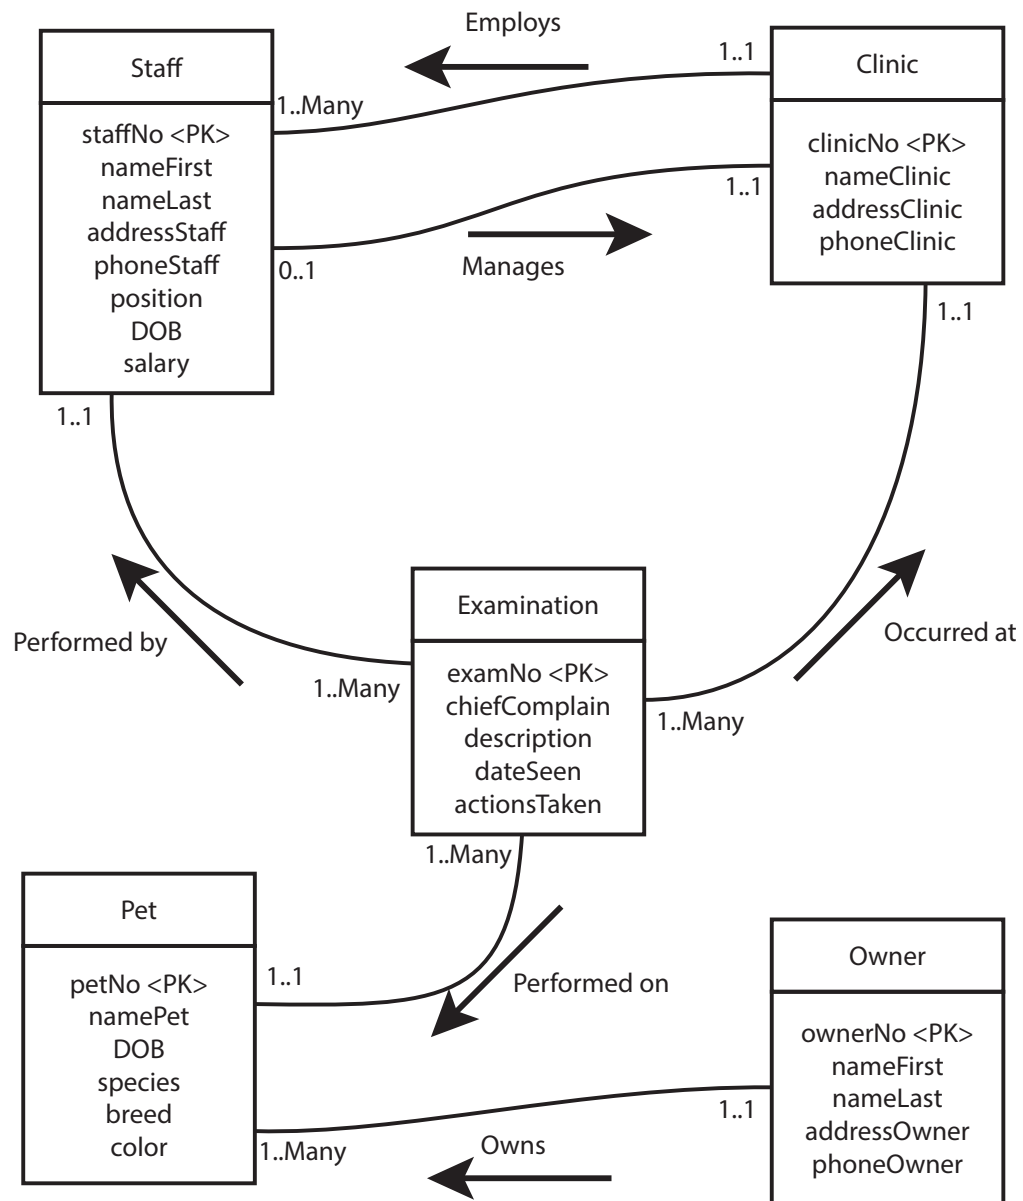 Employs
Staff
Clinic
1..1
1..Many
staffNo <PK>
nameFirst
nameLast
addressStaff
phoneStaff
position
DOB
salary
clinicNo <PK>
nameClinic
addressClinic
phoneClinic
1..1
0..1
Manages
1..1
1..1
Performed by
Occurred at
Examination
1..Many
examNo <PK>
chiefComplain
description
dateSeen
actionsTaken
1..Many
1..Many
Pet
1..1
Performed on
petNo <PK>
namePet
DOB
species
breed
color
Owner
ownerNo <PK>
nameFirst
nameLast
addressOwner
phoneOwner
1..1
1..Many
Owns